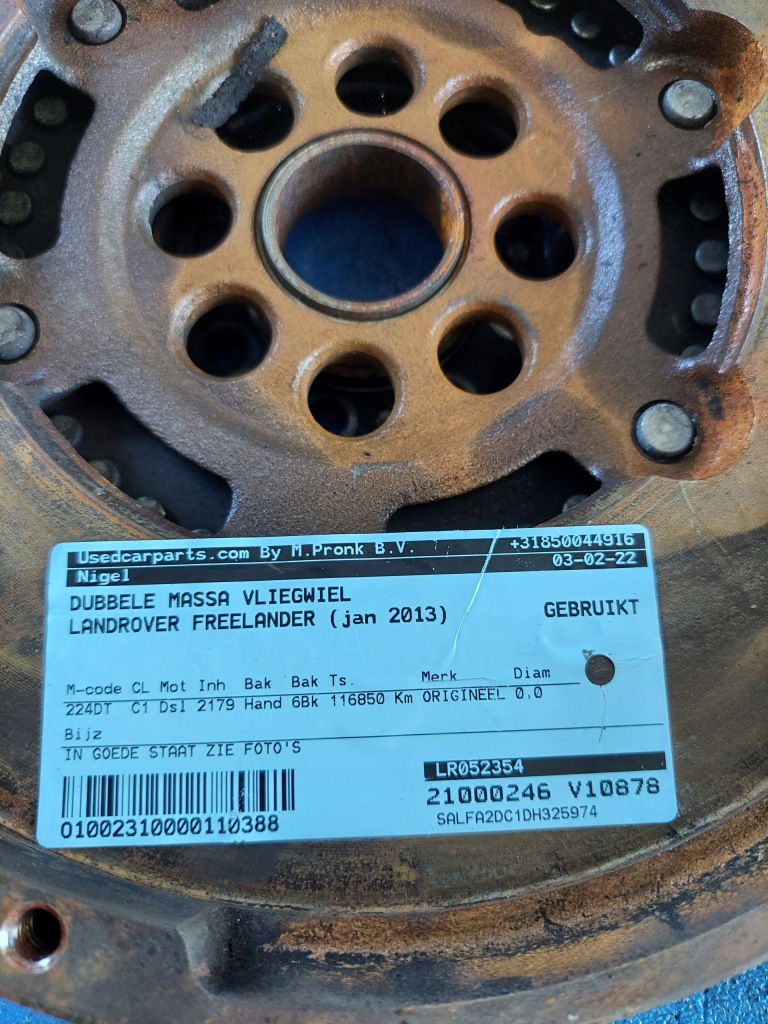 Usedcarparts.com By M.Pronk B.V. +31850044916
Nigel 03-02-22
DUBBELE MASSA VLIEGWIEL
LANDROVER FREELANDER (jan 2013) GEBRUIKT
M-code CL Mot Inh Bak Bak Ts. Merk Diam
224DT C1 Dsl 2179 Hand 6Bk 116850 Km ORIGINEEL 0,0
Bijz
IN GOEDE STAAT ZIE FOTO'S
LR052354
21000246 V10878
01002310000110388
SALFA2DC1DH325974